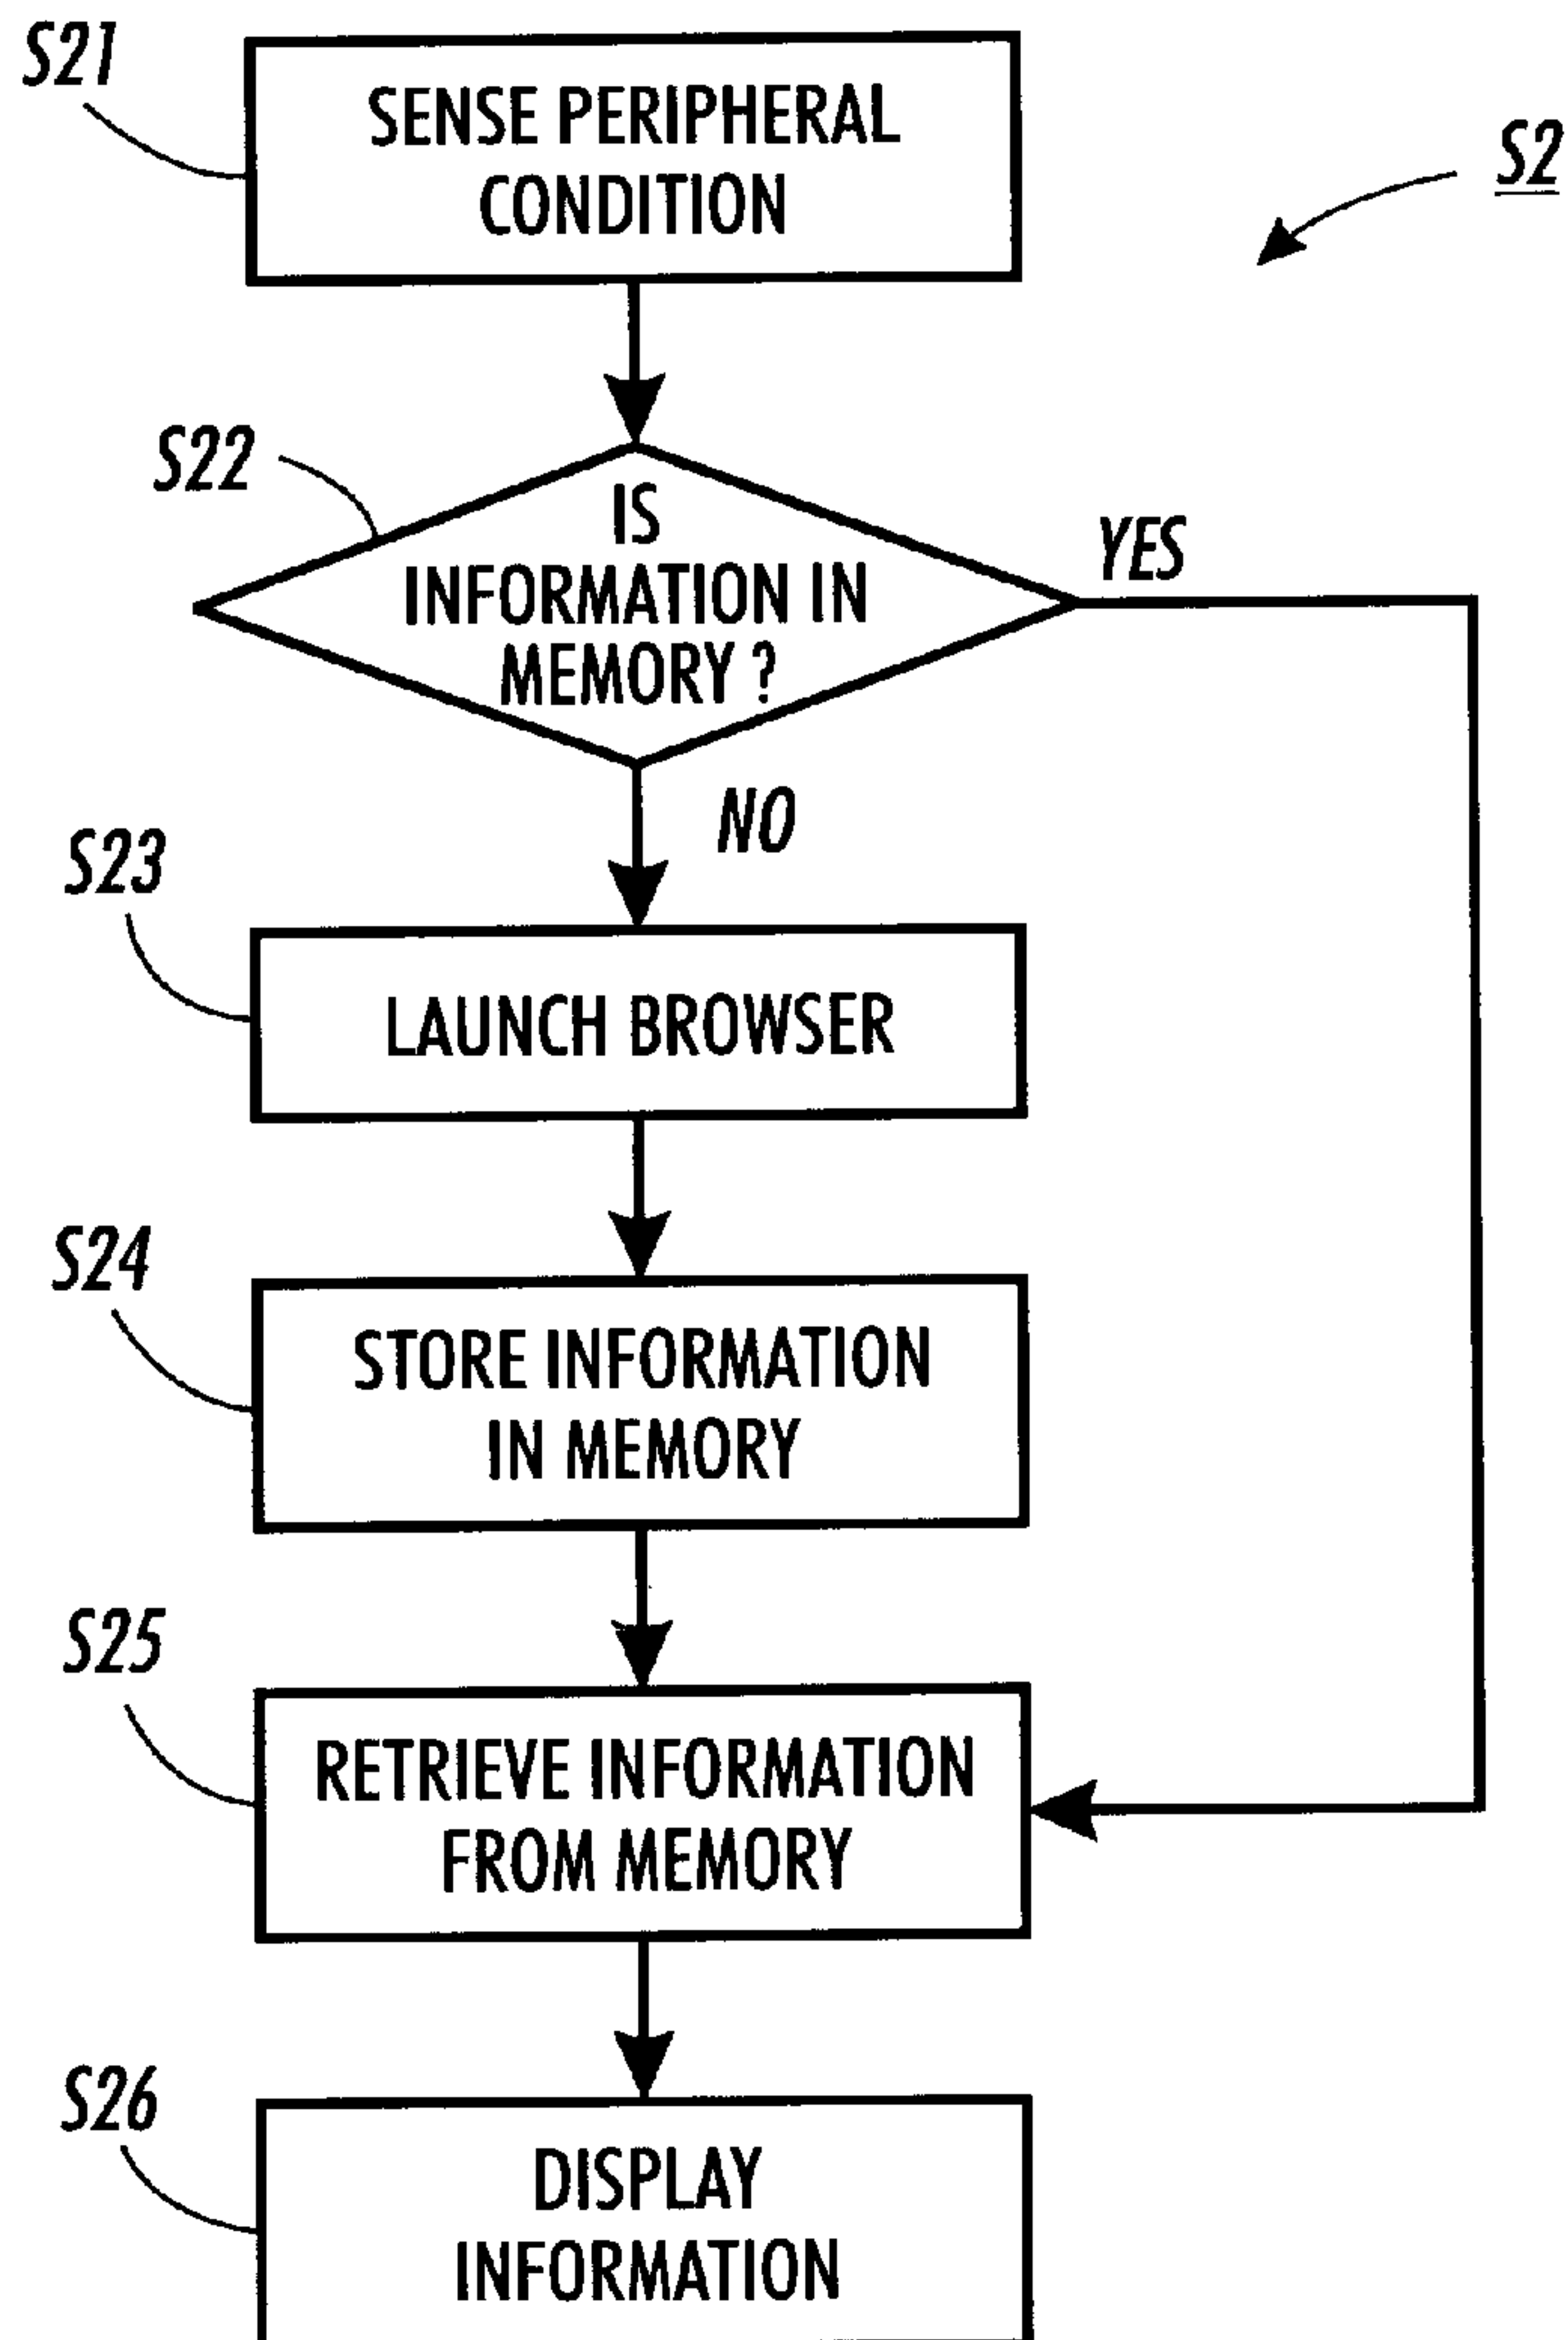 S21
SENSE PERIPHERAL
CONDITION
S2
S22
IS
INFORMATION IN
MEMORY ?
YES
NO
S23
LAUNCH BROWSER
S24
STORE INFORMATION
IN MEMORY
S25
RETRIEVE INFORMATION
FROM MEMORY
S26
DISPLAY
INFORMATION